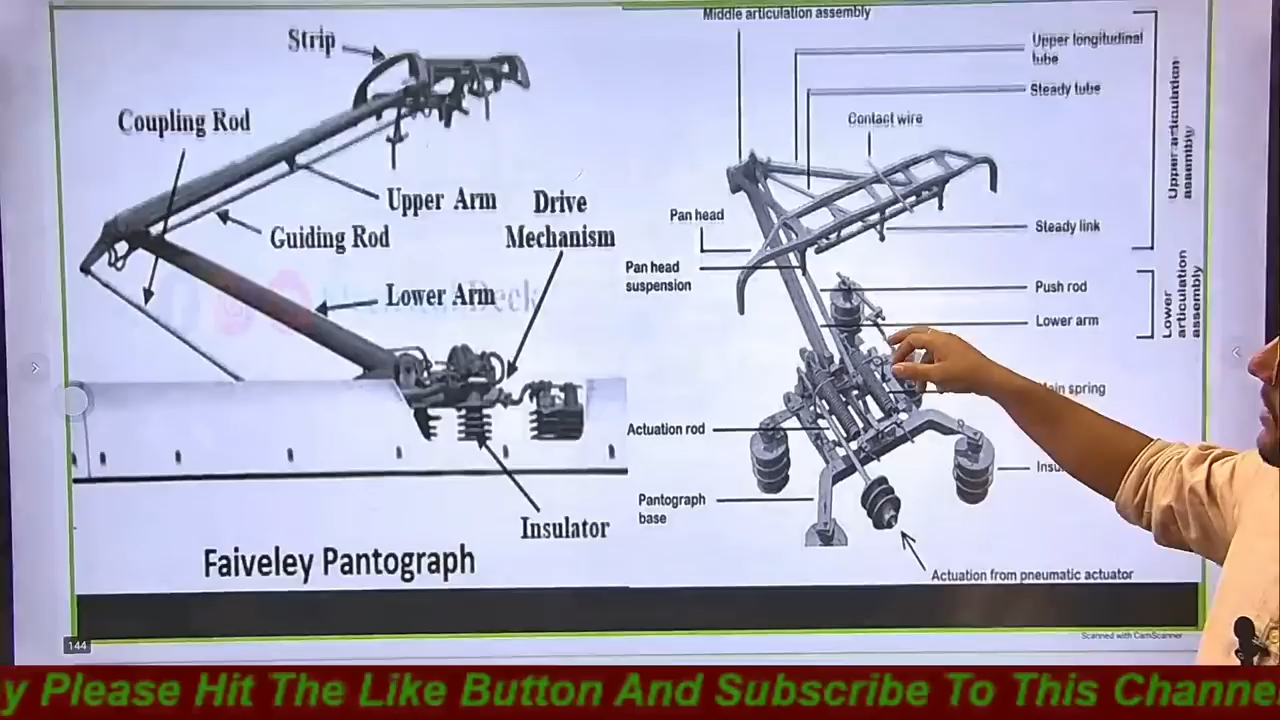 Strip
Coupling Rod
Upper Arm
Guiding Rod
Drive
Mechanism
Lower Arm
Insulator
Faiveley Pantograph
Middle articulation assembly
Upper longitudinal
tube
Steady tube
Contact wire
Upper articulation
assembly
Pan head
Steady link
Pan head
suspension
Push rod
Lower arm
Lower
articulation
assembly
spring
Actuation rod
Pantograph
base
Actuation from pneumatic actuator
144
Scanned with CamScanner
y Please Hit The Like Button And Subscribe To This Channe